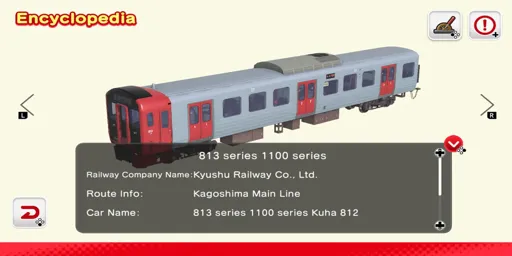 Encyclopedia
L
R
813 series 1100 series
Railway Company Name: Kyushu Railway Co., Ltd.
Route Info: Kagoshima Main Line
Car Name: 813 series 1100 series Kuha 812